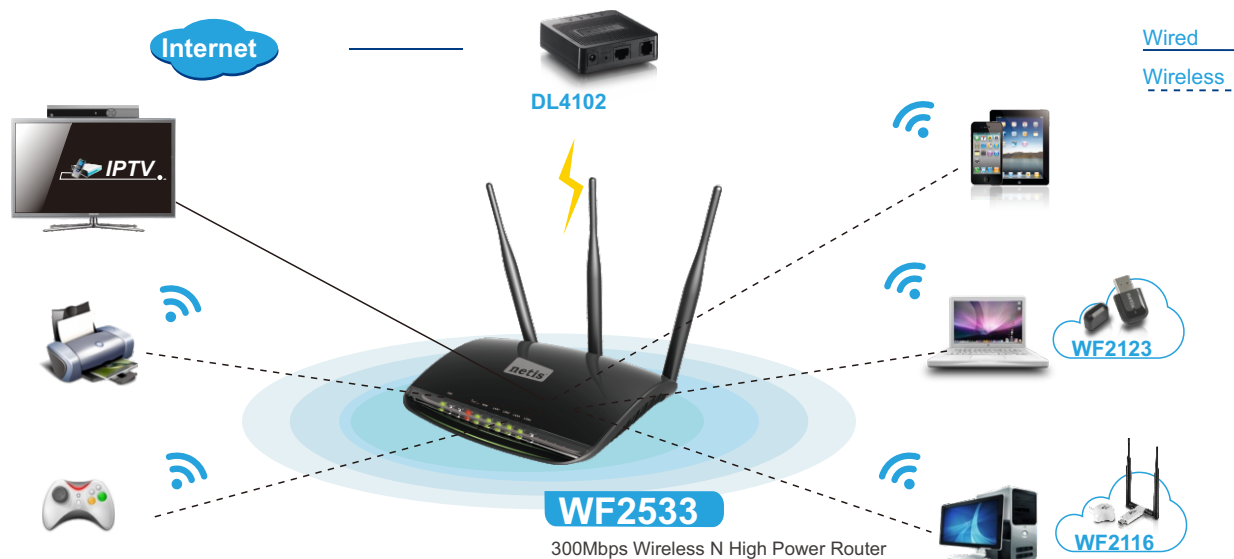 Internet
DL4102
Wired
Wireless
IPTV
netis
WF2123
WF2533
300Mbps Wireless N High Power Router
WF2116